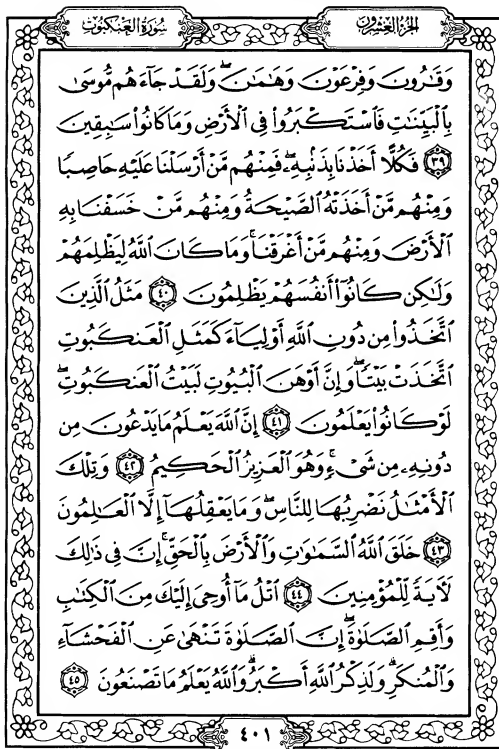 الجزء العشرون
سورة العنكبوت
وَقَٰرُونَ وَفِرْعَوْنَ وَهَٰمَٰنَۖ وَلَقَدْ جَآءَهُم مُّوسَىٰ
بِٱلْبَيِّنَٰتِ فَٱسْتَكْبَرُوا۟ فِى ٱلْأَرْضِ وَمَا كَانُوا۟ سَٰبِقِينَ
﴿٣٩﴾ فَكُلًّا أَخَذْنَا بِذَنۢبِهِۦۖ فَمِنْهُم مَّنْ أَرْسَلْنَا عَلَيْهِ حَاصِبًا
وَمِنْهُم مَّنْ أَخَذَتْهُ ٱلصَّيْحَةُ وَمِنْهُم مَّنْ خَسَفْنَا بِهِ
ٱلْأَرْضَ وَمِنْهُم مَّنْ أَغْرَقْنَاۚ وَمَا كَانَ ٱللَّهُ لِيَظْلِمَهُمْ
وَلَٰكِن كَانُوٓا۟ أَنفُسَهُمْ يَظْلِمُونَ ﴿٤٠﴾ مَثَلُ ٱلَّذِينَ
ٱتَّخَذُوا۟ مِن دُونِ ٱللَّهِ أَوْلِيَآءَ كَمَثَلِ ٱلْعَنكَبُوتِ
ٱتَّخَذَتْ بَيْتًاۖ وَإِنَّ أَوْهَنَ ٱلْبُيُوتِ لَبَيْتُ ٱلْعَنكَبُوتِۖ
لَوْ كَانُوا۟ يَعْلَمُونَ ﴿٤١﴾ إِنَّ ٱللَّهَ يَعْلَمُ مَا يَدْعُونَ مِن
دُونِهِۦ مِن شَىْءٍۚ وَهُوَ ٱلْعَزِيزُ ٱلْحَكِيمُ ﴿٤٢﴾ وَتِلْكَ
ٱلْأَمْثَٰلُ نَضْرِبُهَا لِلنَّاسِۖ وَمَا يَعْقِلُهَآ إِلَّا ٱلْعَٰلِمُونَ
﴿٤٣﴾ خَلَقَ ٱللَّهُ ٱلسَّمَٰوَٰتِ وَٱلْأَرْضَ بِٱلْحَقِّۚ إِنَّ فِى ذَٰلِكَ
لَءَايَةً لِّلْمُؤْمِنِينَ ﴿٤٤﴾ ٱتْلُ مَآ أُوحِىَ إِلَيْكَ مِنَ ٱلْكِتَٰبِ
وَأَقِمِ ٱلصَّلَوٰةَۖ إِنَّ ٱلصَّلَوٰةَ تَنْهَىٰ عَنِ ٱلْفَحْشَآءِ
وَٱلْمُنكَرِۗ وَلَذِكْرُ ٱللَّهِ أَكْبَرُۗ وَٱللَّهُ يَعْلَمُ مَا تَصْنَعُونَ ﴿٤٥﴾
٤٠١